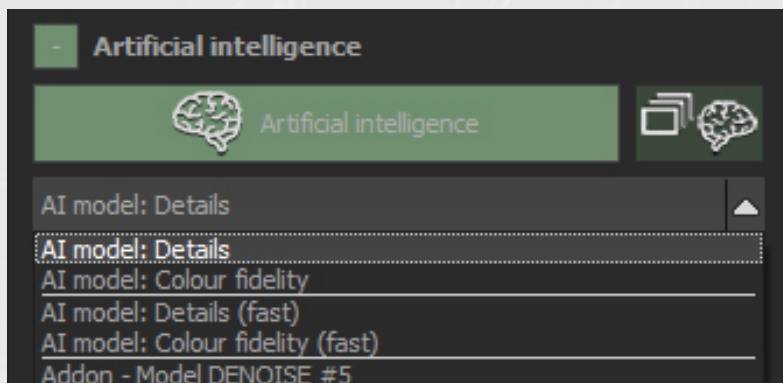 - Artificial intelligence
Artificial intelligence
AI model: Details
AI model: Details
AI model: Colour fidelity
AI model: Details (fast)
AI model: Colour fidelity (fast)
Addon - Model DENOISE #5